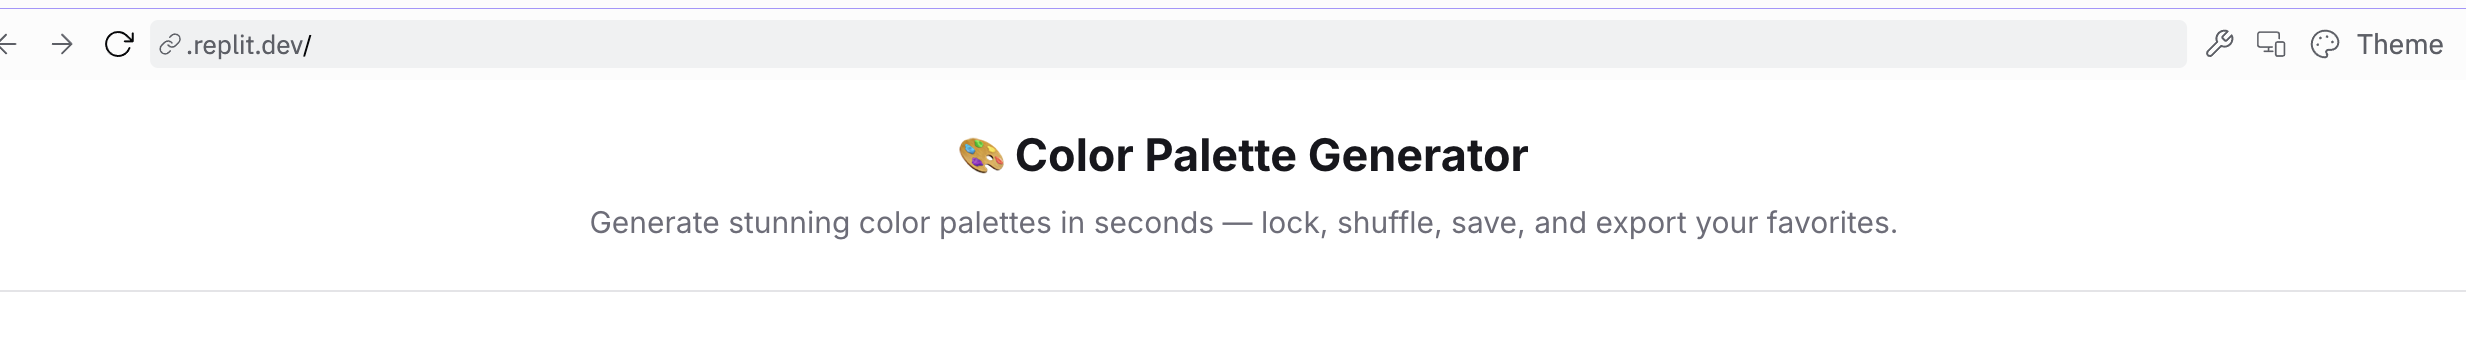 .replit.dev/
Theme
🎨 Color Palette Generator
Generate stunning color palettes in seconds — lock, shuffle, save, and export your favorites.